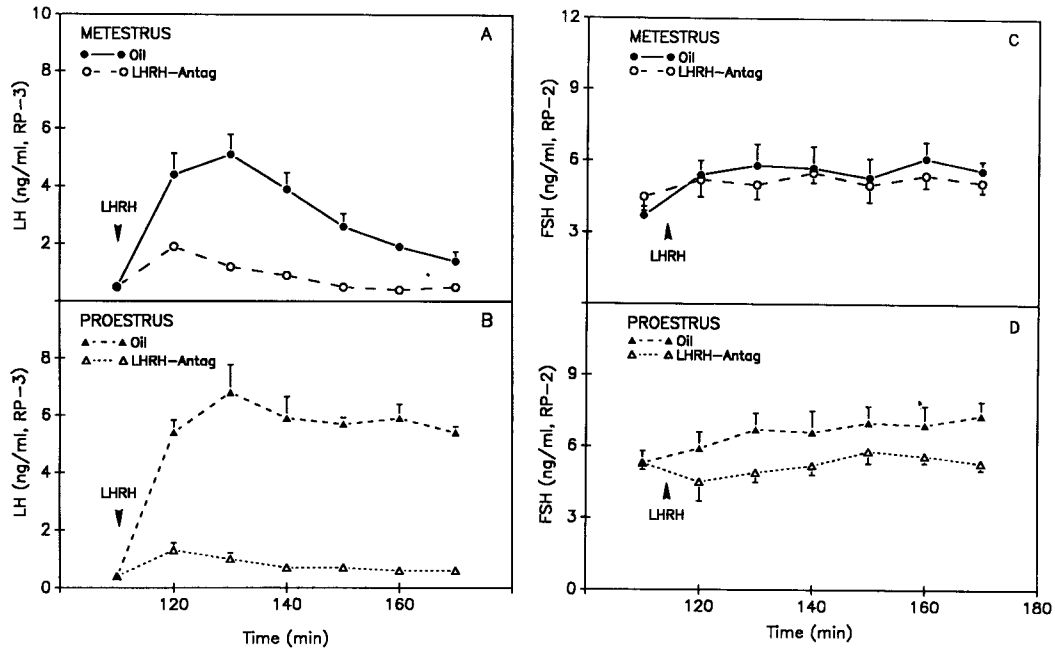 10
METESTRUS
A
Oil
LHRH-Antag
8
6
4
2
LH (ng/ml, RP-3)
LHRH
PROESTRUS
B
Oil
LHRH-Antag
8
6
4
2
0
LH (ng/ml, RP-3)
LHRH
120
140
160
Time (min)
12
METESTRUS
C
Oil
LHRH-Antag
9
6
3
FSH (ng/ml, RP-2)
LHRH
PROESTRUS
D
Oil
LHRH-Antag
9
6
3
0
FSH (ng/ml, RP-2)
LHRH
120
140
160
180
Time (min)